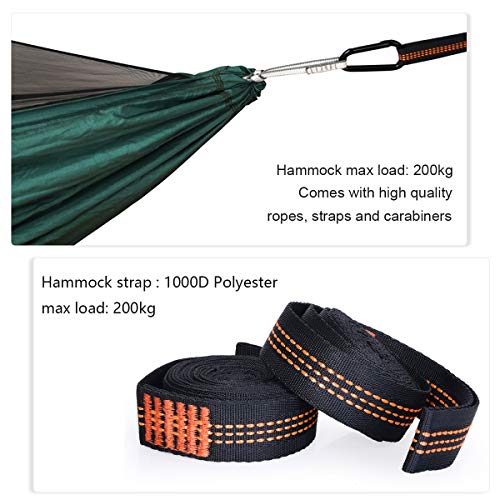 Hammock max load: 200kg
Comes with high quality
ropes, straps and carabiners
Hammock strap : 1000D Polyester
max load: 200kg